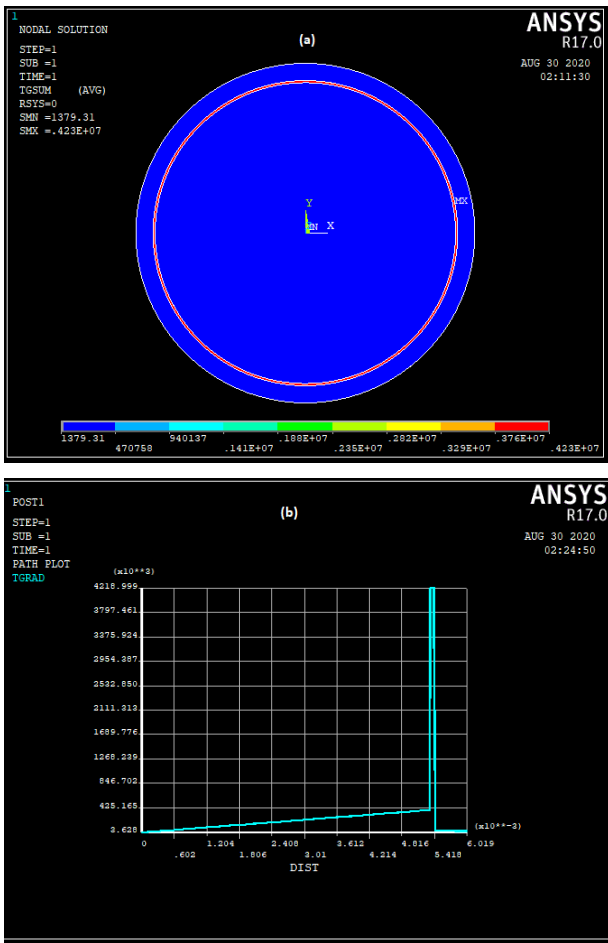 1
NODAL SOLUTION
STEP=1
SUB =1
TIME=1
TGSUM (AVG)
RSYS=0
SMN =1379.31
SMX =.423E+07
(a)
ANSYS
R17.0
AUG 30 2020
02:11:30
MX
Y
MN X
1379.31 940137 .188E+07 .282E+07 .376E+07
470758 .141E+07 .235E+07 .329E+07 .423E+07
1
POST1
STEP=1
SUB =1
TIME=1
PATH PLOT
TGRAD
(b)
ANSYS
R17.0
AUG 30 2020
02:24:50
(x10**3)
4218.999
3797.461
3375.924
2954.387
2532.850
2111.313
1689.776
1268.239
846.702
425.165
3.628
(x10**-3)
0 1.204 2.408 3.612 4.816 6.019
.602 1.806 3.01 4.214 5.418
DIST